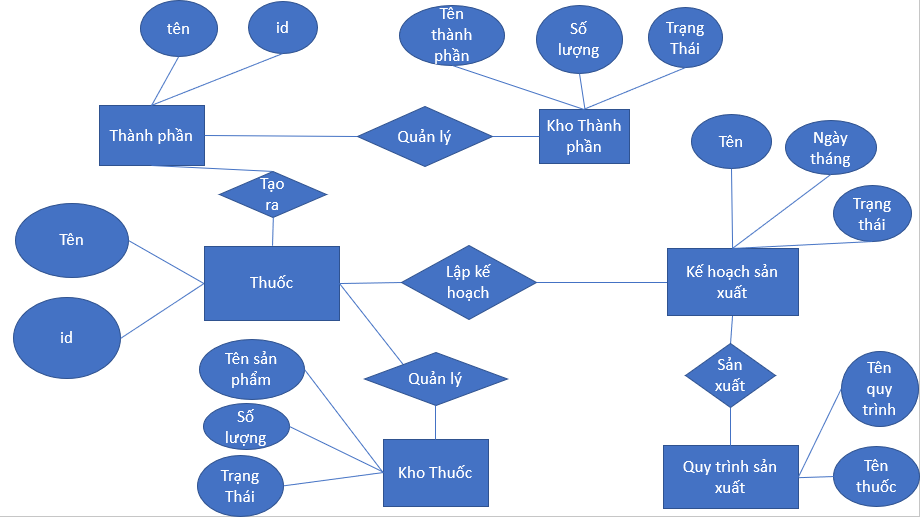 tên
id
Tên
thành
phần
Số
lượng
Trạng
Thái
Thành phần
Quản lý
Kho Thành
phần
Tên
Ngày
tháng
Trạng
thái
Tạo
ra
Tên
id
Thuốc
Lập kế
hoạch
Kế hoạch sản
xuất
Tên sản
phẩm
Số
lượng
Trạng
Thái
Quản lý
Kho Thuốc
Sản
xuất
Tên
quy
trình
Quy trình sản
xuất
Tên
thuốc